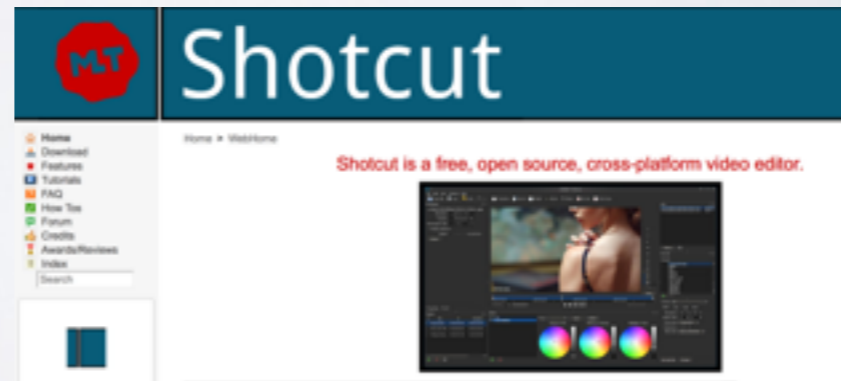 MLT
Shotcut
Home
Download
Features
Tutorials
FAQ
How Tos
Forum
Credits
Awards/Reviews
Index
Search
Home » WebHome
Shotcut is a free, open source, cross-platform video editor.